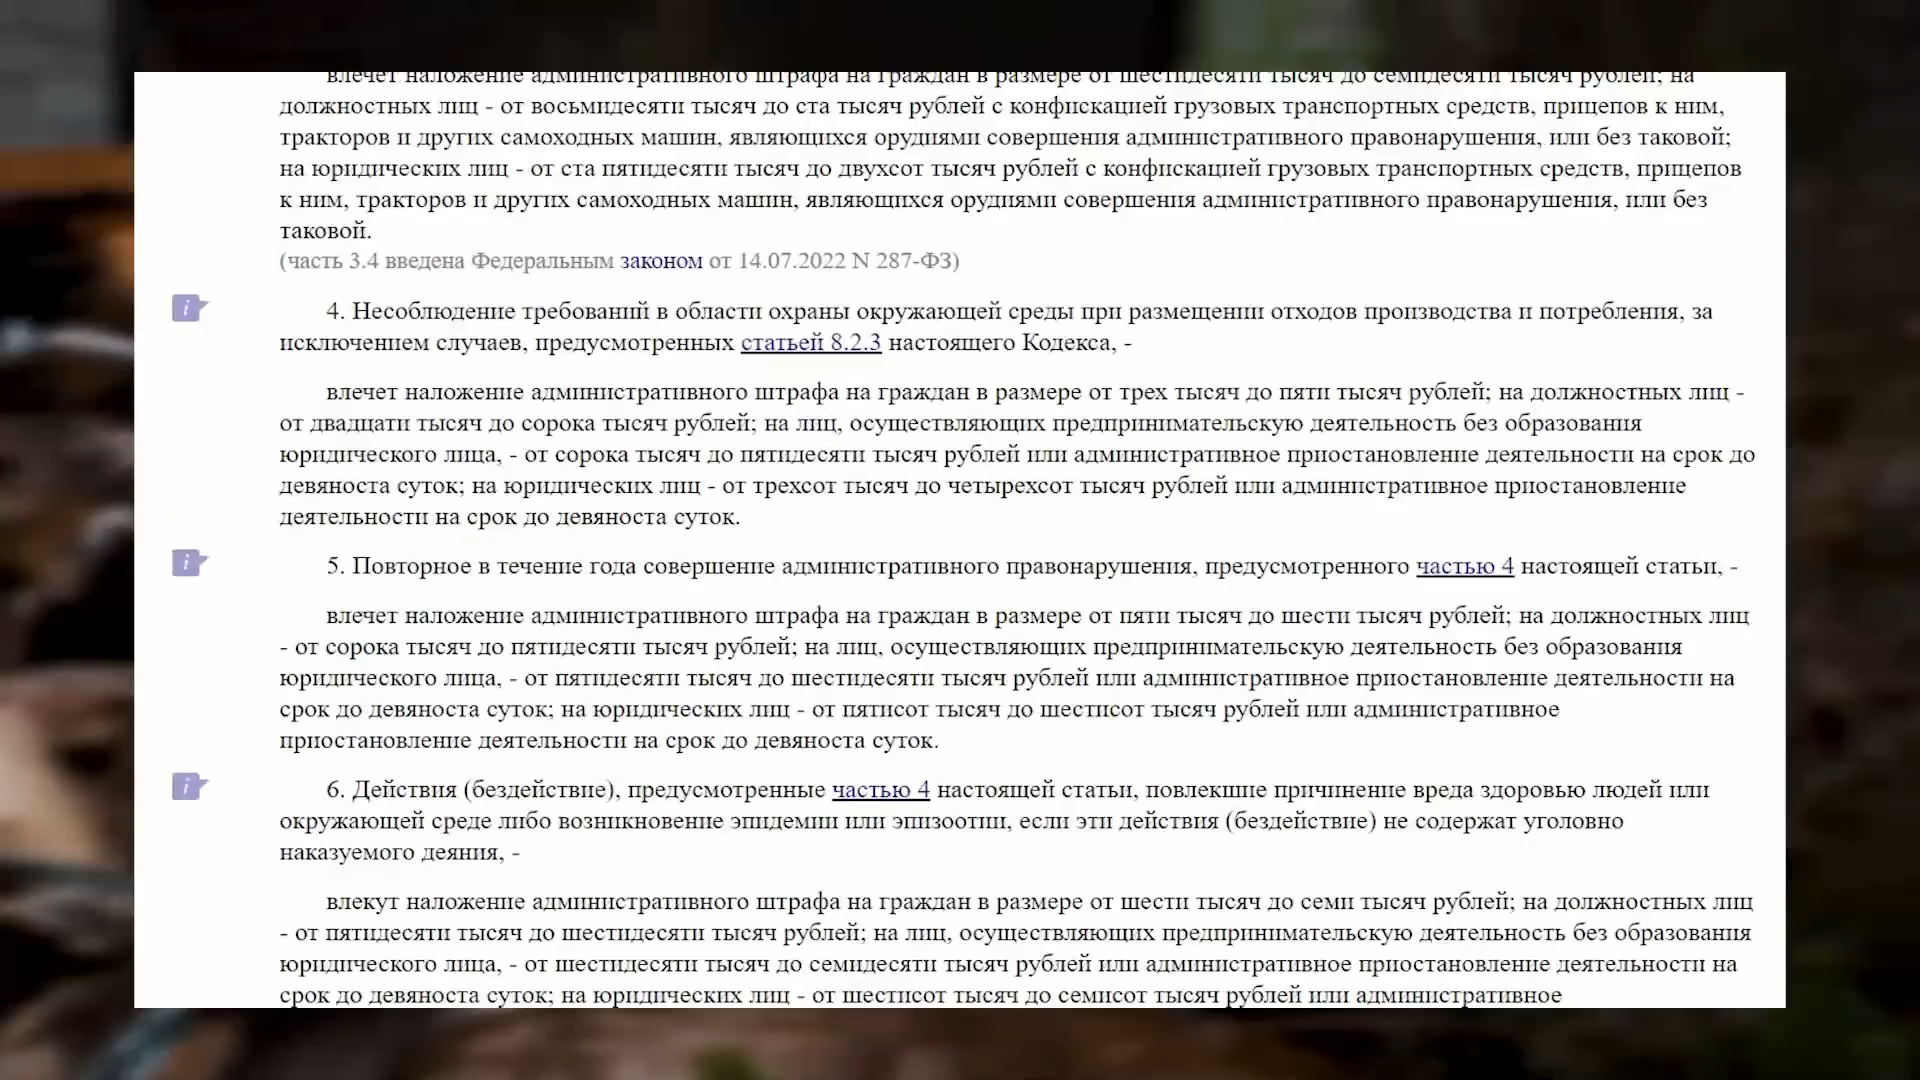 влечет наложение административного штрафа на граждан в размере от шестидесяти тысяч до семидесяти тысяч рублей; на
должностных лиц - от восьмидесяти тысяч до ста тысяч рублей с конфискацией грузовых транспортных средств, прицепов к ним,
тракторов и других самоходных машин, являющихся орудиями совершения административного правонарушения, или без таковой;
на юридических лиц - от ста пятидесяти тысяч до двухсот тысяч рублей с конфискацией грузовых транспортных средств, прицепов
к ним, тракторов и других самоходных машин, являющихся орудиями совершения административного правонарушения, или без
таковой.
(часть 3.4 введена Федеральным законом от 14.07.2022 N 287-ФЗ)
4. Несоблюдение требований в области охраны окружающей среды при размещении отходов производства и потребления, за
исключением случаев, предусмотренных статьей 8.2.3 настоящего Кодекса, -
влечет наложение административного штрафа на граждан в размере от трех тысяч до пяти тысяч рублей; на должностных лиц -
от двадцати тысяч до сорока тысяч рублей; на лиц, осуществляющих предпринимательскую деятельность без образования
юридического лица, - от сорока тысяч до пятидесяти тысяч рублей или административное приостановление деятельности на срок до
девяноста суток; на юридических лиц - от трехсот тысяч до четырехсот тысяч рублей или административное приостановление
деятельности на срок до девяноста суток.
5. Повторное в течение года совершение административного правонарушения, предусмотренного частью 4 настоящей статьи, -
влечет наложение административного штрафа на граждан в размере от пяти тысяч до шести тысяч рублей; на должностных лиц
- от сорока тысяч до пятидесяти тысяч рублей; на лиц, осуществляющих предпринимательскую деятельность без образования
юридического лица, - от пятидесяти тысяч до шестидесяти тысяч рублей или административное приостановление деятельности на
срок до девяноста суток; на юридических лиц - от пятисот тысяч до шестисот тысяч рублей или административное
приостановление деятельности на срок до девяноста суток.
6. Действия (бездействие), предусмотренные частью 4 настоящей статьи, повлекшие причинение вреда здоровью людей или
окружающей среде либо возникновение эпидемии или эпизоотии, если эти действия (бездействие) не содержат уголовно
наказуемого деяния, -
влекут наложение административного штрафа на граждан в размере от шести тысяч до семи тысяч рублей; на должностных лиц
- от пятидесяти тысяч до шестидесяти тысяч рублей; на лиц, осуществляющих предпринимательскую деятельность без образования
юридического лица, - от шестидесяти тысяч до семидесяти тысяч рублей или административное приостановление деятельности на
срок до девяноста суток; на юридических лиц - от шестисот тысяч до семисот тысяч рублей или административное